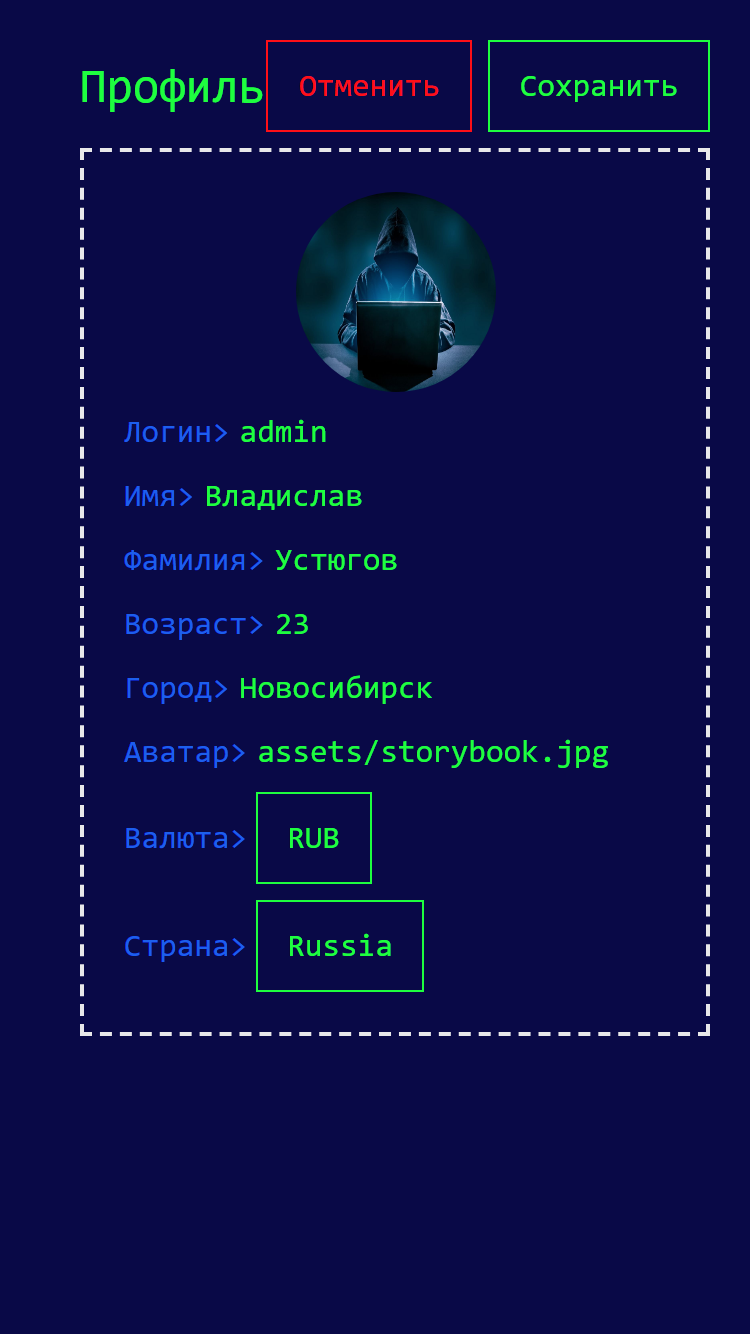 Профиль Отменить Сохранить
Логин> admin
Имя> Владислав
Фамилия> Устюгов
Возраст> 23
Город> Новосибирск
Аватар> assets/storybook.jpg
Валюта> RUB
Страна> Russia